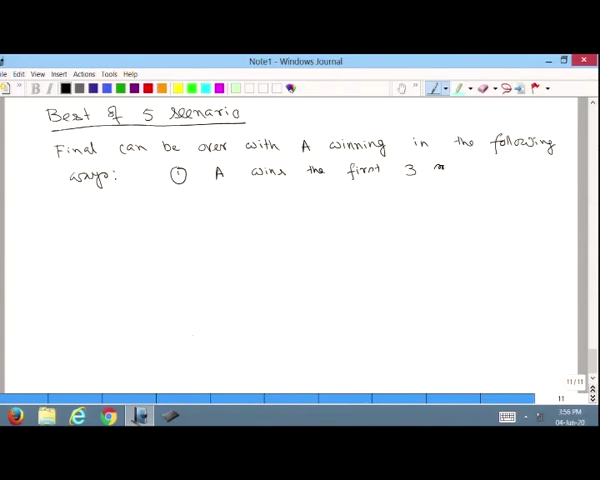 Note1 - Windows Journal
File Edit View Insert Actions Tools Help
Best of 5 scenario
Final can be over with A winning in the following
ways: (i) A wins the first 3
11 / 11
11
3:56 PM
04-Jun-20